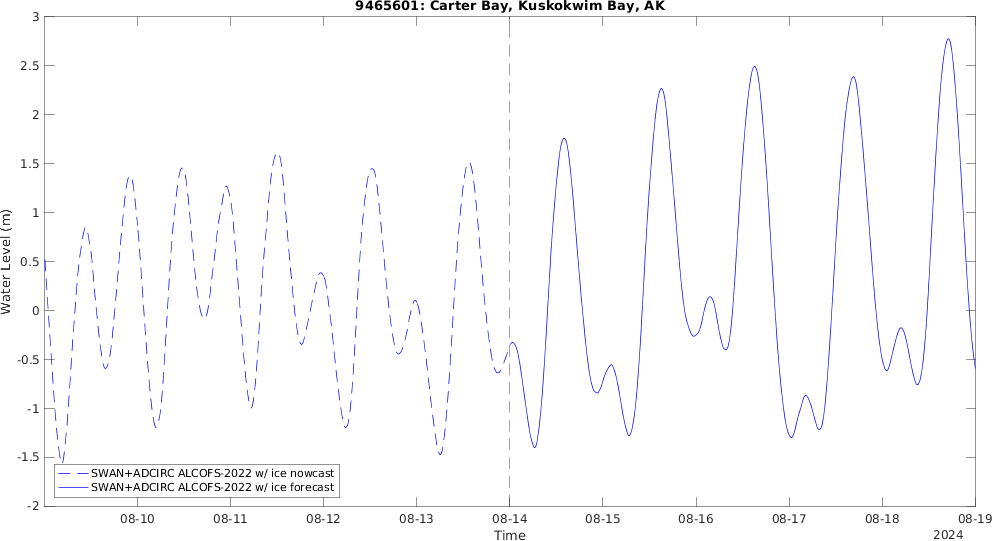 9465601: Carter Bay, Kuskokwim Bay, AK
3
2.5
2
1.5
1
0.5
0
-0.5
-1
-1.5
-2
Water Level (m)
SWAN+ADCIRC ALCOFS-2022 w/ ice nowcast
SWAN+ADCIRC ALCOFS-2022 w/ ice forecast
08-10 08-11 08-12 08-13 08-14 08-15 08-16 08-17 08-18 08-19
Time
2024